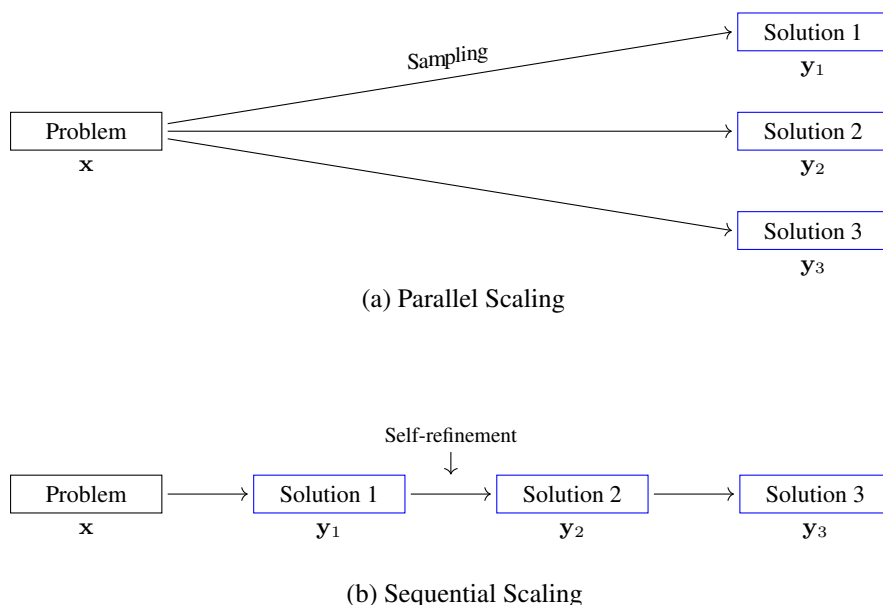 Solution 1
y₁
Sampling
Problem
x
Solution 2
y₂
Solution 3
y₃
(a) Parallel Scaling
Self-refinement
Problem
x
Solution 1
y₁
Solution 2
y₂
Solution 3
y₃
(b) Sequential Scaling